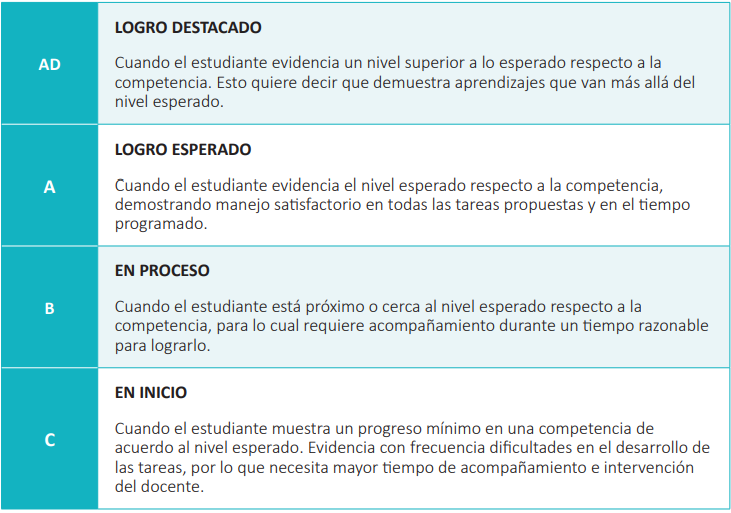 AD
LOGRO DESTACADO
Cuando el estudiante evidencia un nivel superior a lo esperado respecto a la
competencia. Esto quiere decir que demuestra aprendizajes que van más allá del
nivel esperado.
A
LOGRO ESPERADO
Cuando el estudiante evidencia el nivel esperado respecto a la competencia,
demostrando manejo satisfactorio en todas las tareas propuestas y en el tiempo
programado.
B
EN PROCESO
Cuando el estudiante está próximo o cerca al nivel esperado respecto a la
competencia, para lo cual requiere acompañamiento durante un tiempo razonable
para lograrlo.
C
EN INICIO
Cuando el estudiante muestra un progreso mínimo en una competencia de
acuerdo al nivel esperado. Evidencia con frecuencia dificultades en el desarrollo de
las tareas, por lo que necesita mayor tiempo de acompañamiento e intervención
del docente.